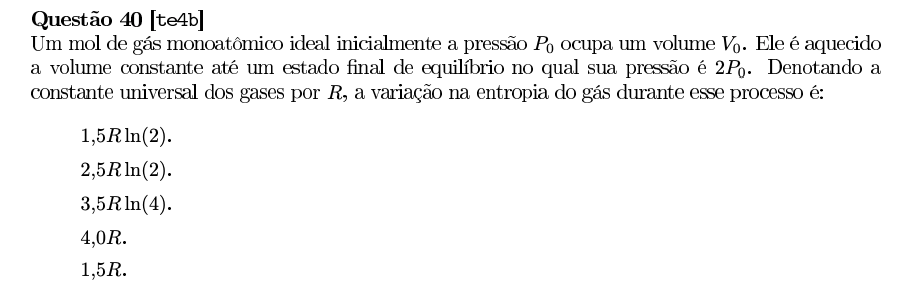 Questão 40 [te4b]
Um mol de gás monoatômico ideal inicialmente a pressão P₀ ocupa um volume V₀. Ele é aquecido
a volume constante até um estado final de equilíbrio no qual sua pressão é 2P₀. Denotando a
constante universal dos gases por R, a variação na entropia do gás durante esse processo é:
1,5R ln(2).
2,5R ln(2).
3,5R ln(4).
4,0R.
1,5R.